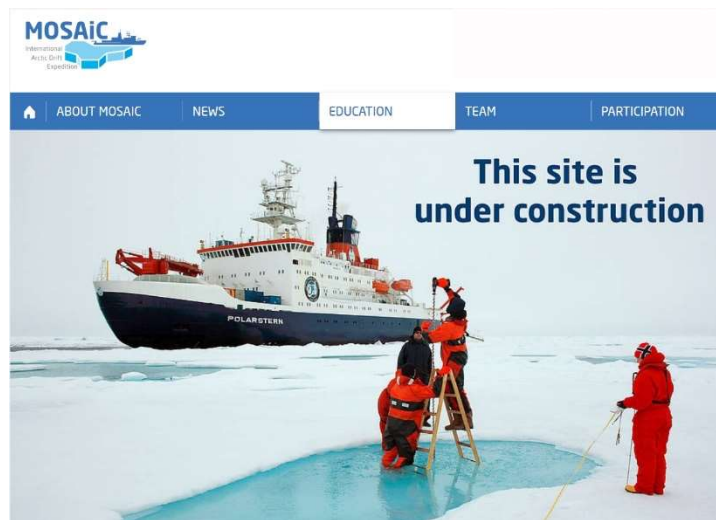 MOSAiC
International
Arctic Drift
Expedition
ABOUT MOSAIC
NEWS
EDUCATION
TEAM
PARTICIPATION
This site is
under construction
POLARSTERN